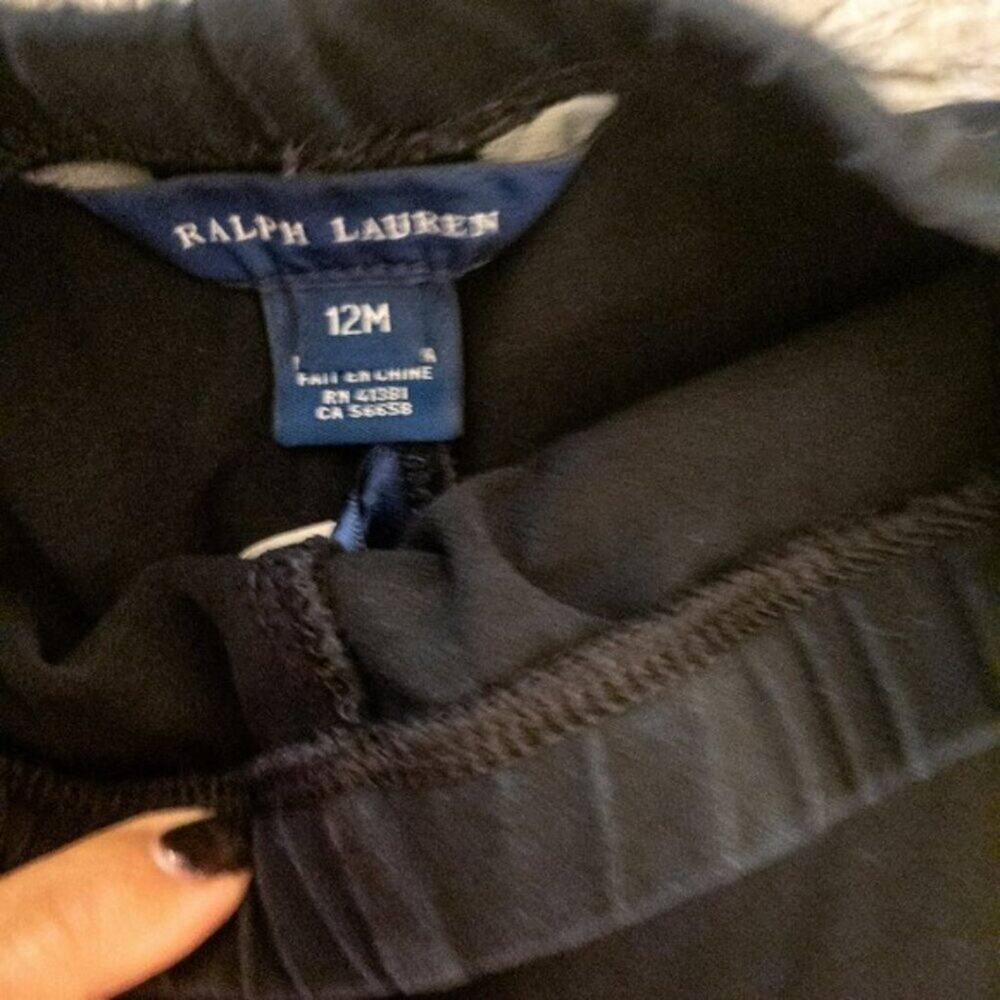 RALPH LAUREN
12M
FAIT EN CHINE
RN 41381
CA 56658